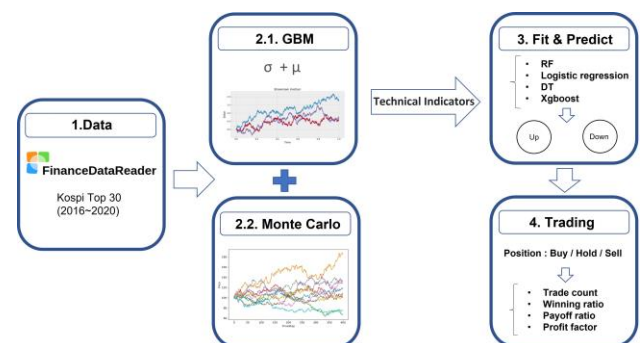 1.Data
FinanceDataReader
Kospi Top 30
(2016~2020)
2.1. GBM
σ + μ
2.2. Monte Carlo
Technical Indicators
3. Fit & Predict
• RF
• Logistic regression
• DT
• Xgboost
Up
Down
4. Trading
Position : Buy / Hold / Sell
• Trade count
• Winning ratio
• Payoff ratio
• Profit factor